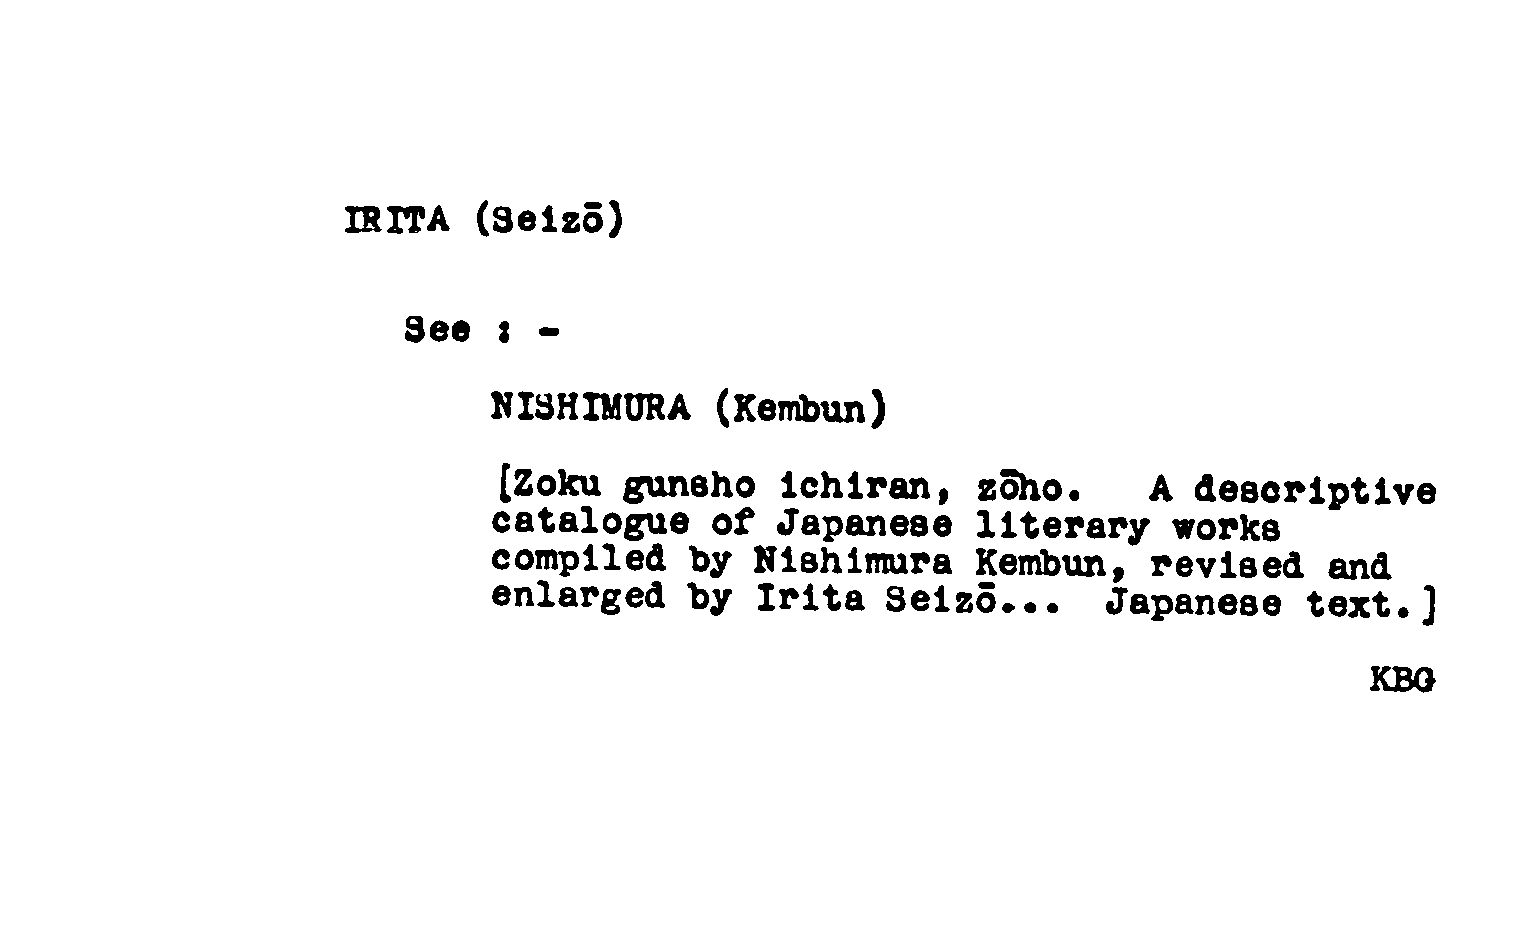 IRITA (Seizō)
See : -
NISHIMURA (Kembun)
[Zoku gunsho ichiran, zōho. A descriptive
catalogue of Japanese literary works
compiled by Nishimura Kembun, revised and
enlarged by Irita Seizō... Japanese text.]
KBG